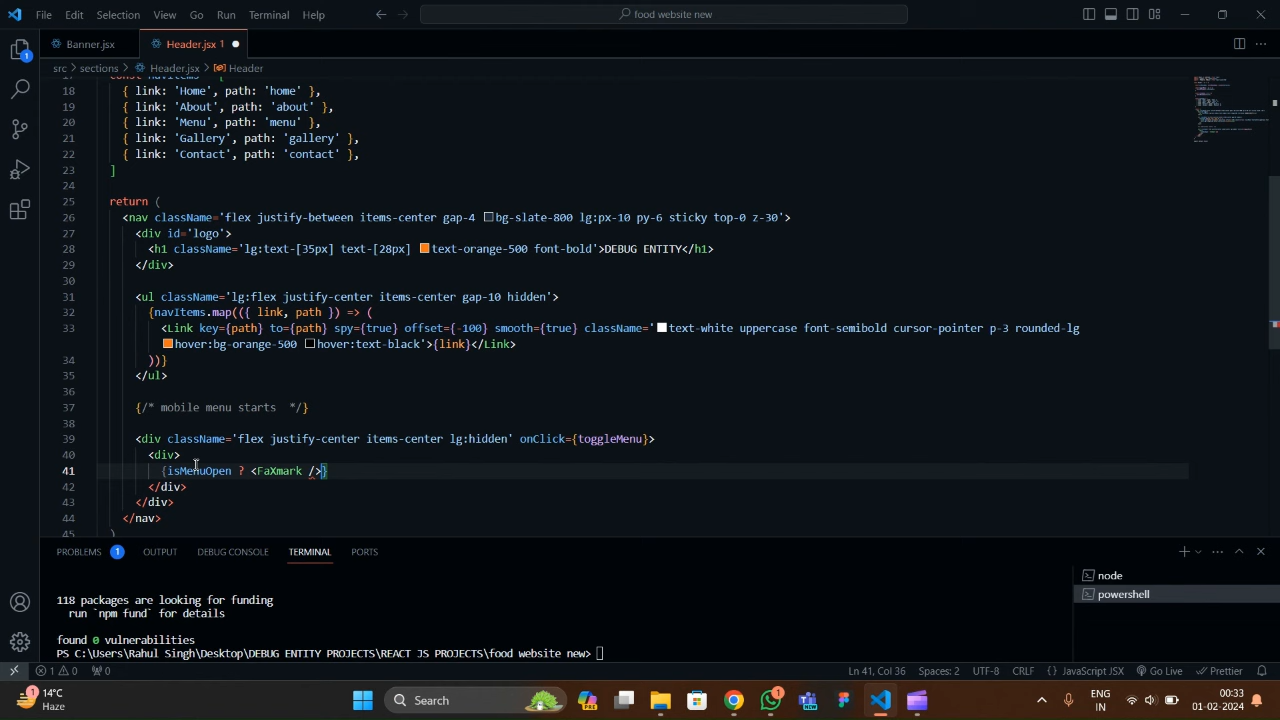 File Edit Selection View Go Run Terminal Help
food website new
Banner.jsx
Header.jsx 1
src > sections > Header.jsx > Header
18 { link: 'Home', path: 'home' },
19 { link: 'About', path: 'about' },
20 { link: 'Menu', path: 'menu' },
21 { link: 'Gallery', path: 'gallery' },
22 { link: 'Contact', path: 'contact' },
23 ]
24
25 return (
26 <nav className='flex justify-between items-center gap-4 bg-slate-800 lg:px-10 py-6 sticky top-0 z-30'>
27 <div id='logo'>
28 <h1 className='lg:text-[35px] text-[28px] text-orange-500 font-bold'>DEBUG ENTITY</h1>
29 </div>
30
31 <ul className='lg:flex justify-center items-center gap-10 hidden'>
32 {navItems.map(({ link, path }) => (
33 <Link key={path} to={path} spy={true} offset={-100} smooth={true} className='text-white uppercase font-semibold cursor-pointer p-3 rounded-lg
hover:bg-orange-500 hover:text-black'>{link}</Link>
34 ))}
35 </ul>
36
37 {/* mobile menu starts  */}
38
39 <div className='flex justify-center items-center lg:hidden' onClick={toggleMenu}>
40 <div>
41 {isMenuOpen ? <FaXmark />}
42 </div>
43 </div>
44 </nav>
45 )
PROBLEMS 1 OUTPUT DEBUG CONSOLE TERMINAL PORTS
118 packages are looking for funding
run `npm fund` for details
found 0 vulnerabilities
PS C:\Users\Rahul Singh\Desktop\DEBUG ENTITY PROJECTS\REACT JS PROJECTS\food website new>
node
powershell
1 0 0 Ln 41, Col 36 Spaces: 2 UTF-8 CRLF {} JavaScript JSX Go Live Prettier
1 14°C
Haze
Search
PRE
1
ENG
IN
00:33
01-02-2024